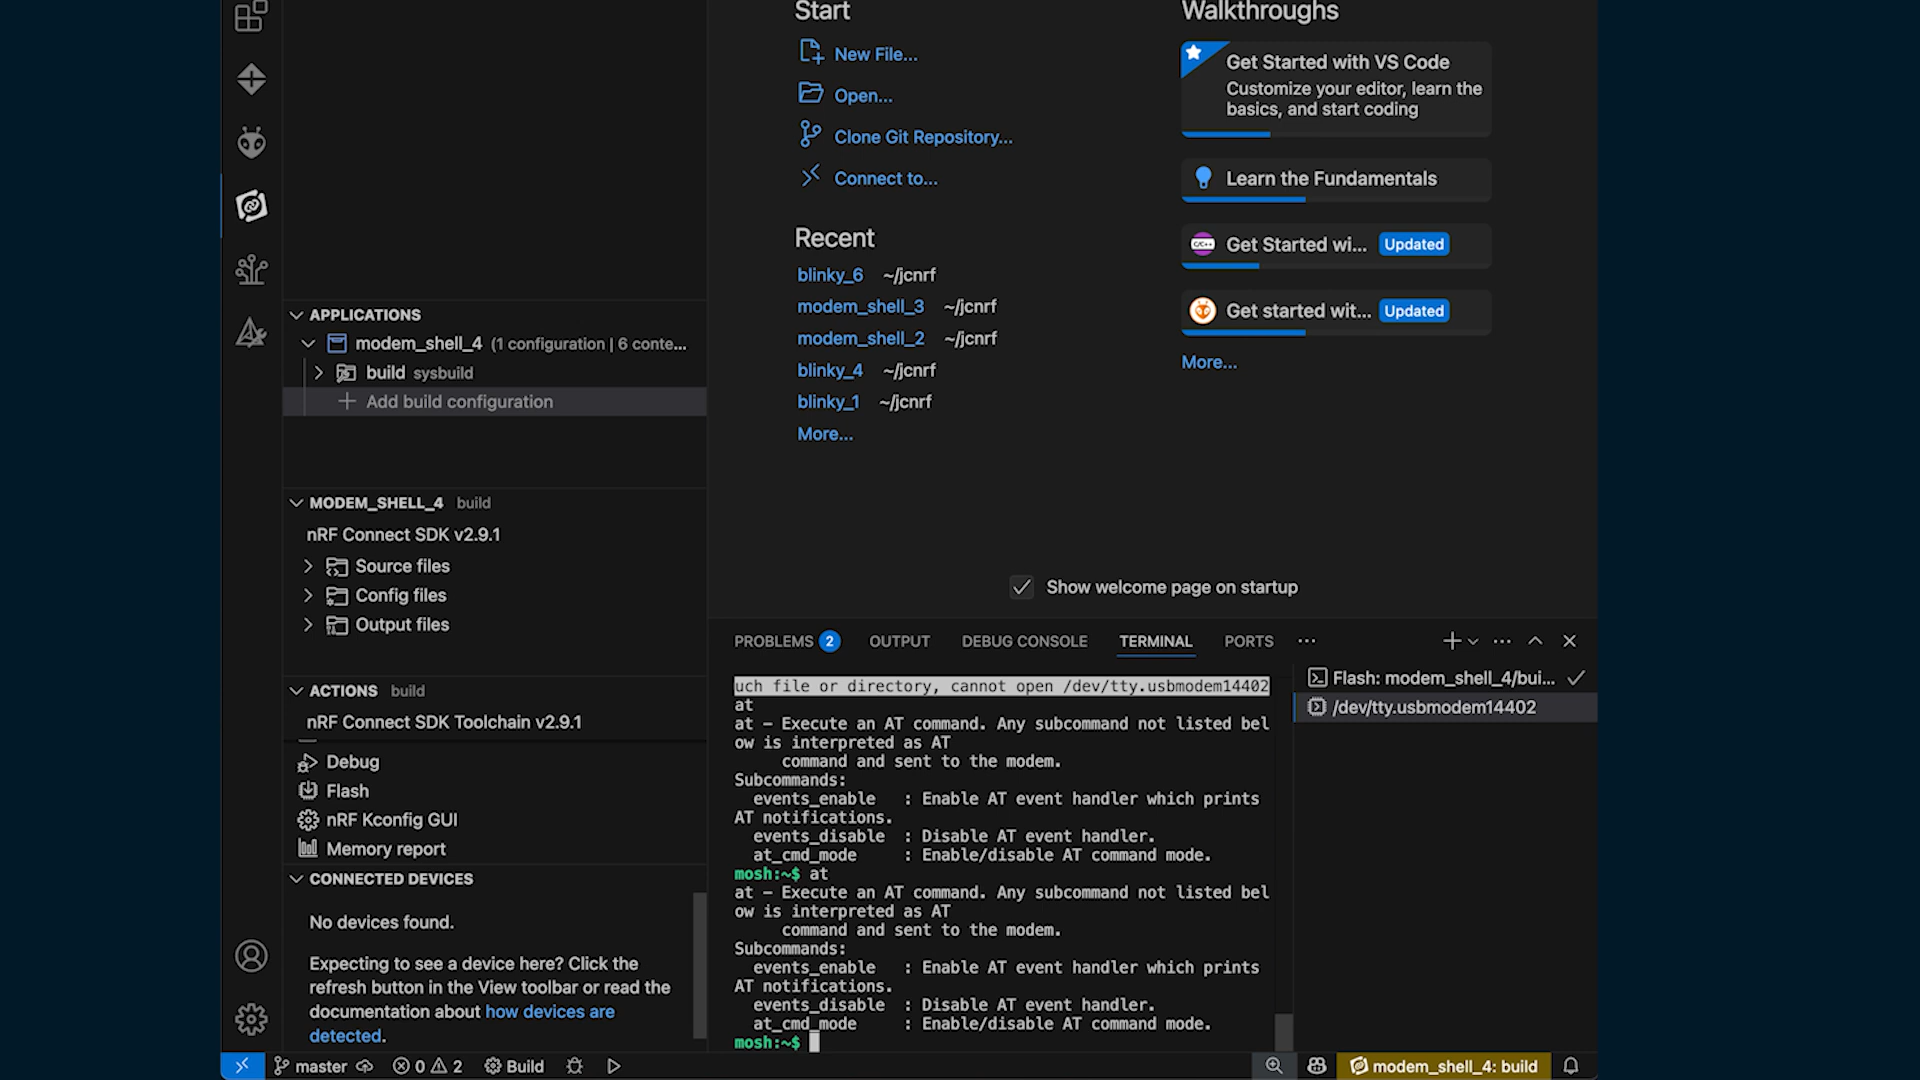 Start
New File...
Open...
Clone Git Repository...
Connect to...
Recent
blinky_6 ~/jcnrf
modem_shell_3 ~/jcnrf
modem_shell_2 ~/jcnrf
blinky_4 ~/jcnrf
blinky_1 ~/jcnrf
More...
Walkthroughs
Get Started with VS Code
Customize your editor, learn the
basics, and start coding
Learn the Fundamentals
C/C++
Get Started wi... Updated
Get started wit... Updated
More...
Show welcome page on startup
APPLICATIONS
modem_shell_4 (1 configuration | 6 conte...
build sysbuild
Add build configuration
MODEM_SHELL_4 build
nRF Connect SDK v2.9.1
Source files
Config files
Output files
ACTIONS build
nRF Connect SDK Toolchain v2.9.1
Debug
Flash
nRF Kconfig GUI
Memory report
CONNECTED DEVICES
No devices found.
Expecting to see a device here? Click the
refresh button in the View toolbar or read the
documentation about how devices are
detected.
PROBLEMS 2 OUTPUT DEBUG CONSOLE TERMINAL PORTS
uch file or directory, cannot open /dev/tty.usbmodem14402
at
at - Execute an AT command. Any subcommand not listed bel
ow is interpreted as AT
command and sent to the modem.
Subcommands:
events_enable : Enable AT event handler which prints
AT notifications.
events_disable : Disable AT event handler.
at_cmd_mode : Enable/disable AT command mode.
mosh:~$ at
at - Execute an AT command. Any subcommand not listed bel
ow is interpreted as AT
command and sent to the modem.
Subcommands:
events_enable : Enable AT event handler which prints
AT notifications.
events_disable : Disable AT event handler.
at_cmd_mode : Enable/disable AT command mode.
mosh:~$
Flash: modem_shell_4/bui...
/dev/tty.usbmodem14402
master 0 2 Build modem_shell_4: build